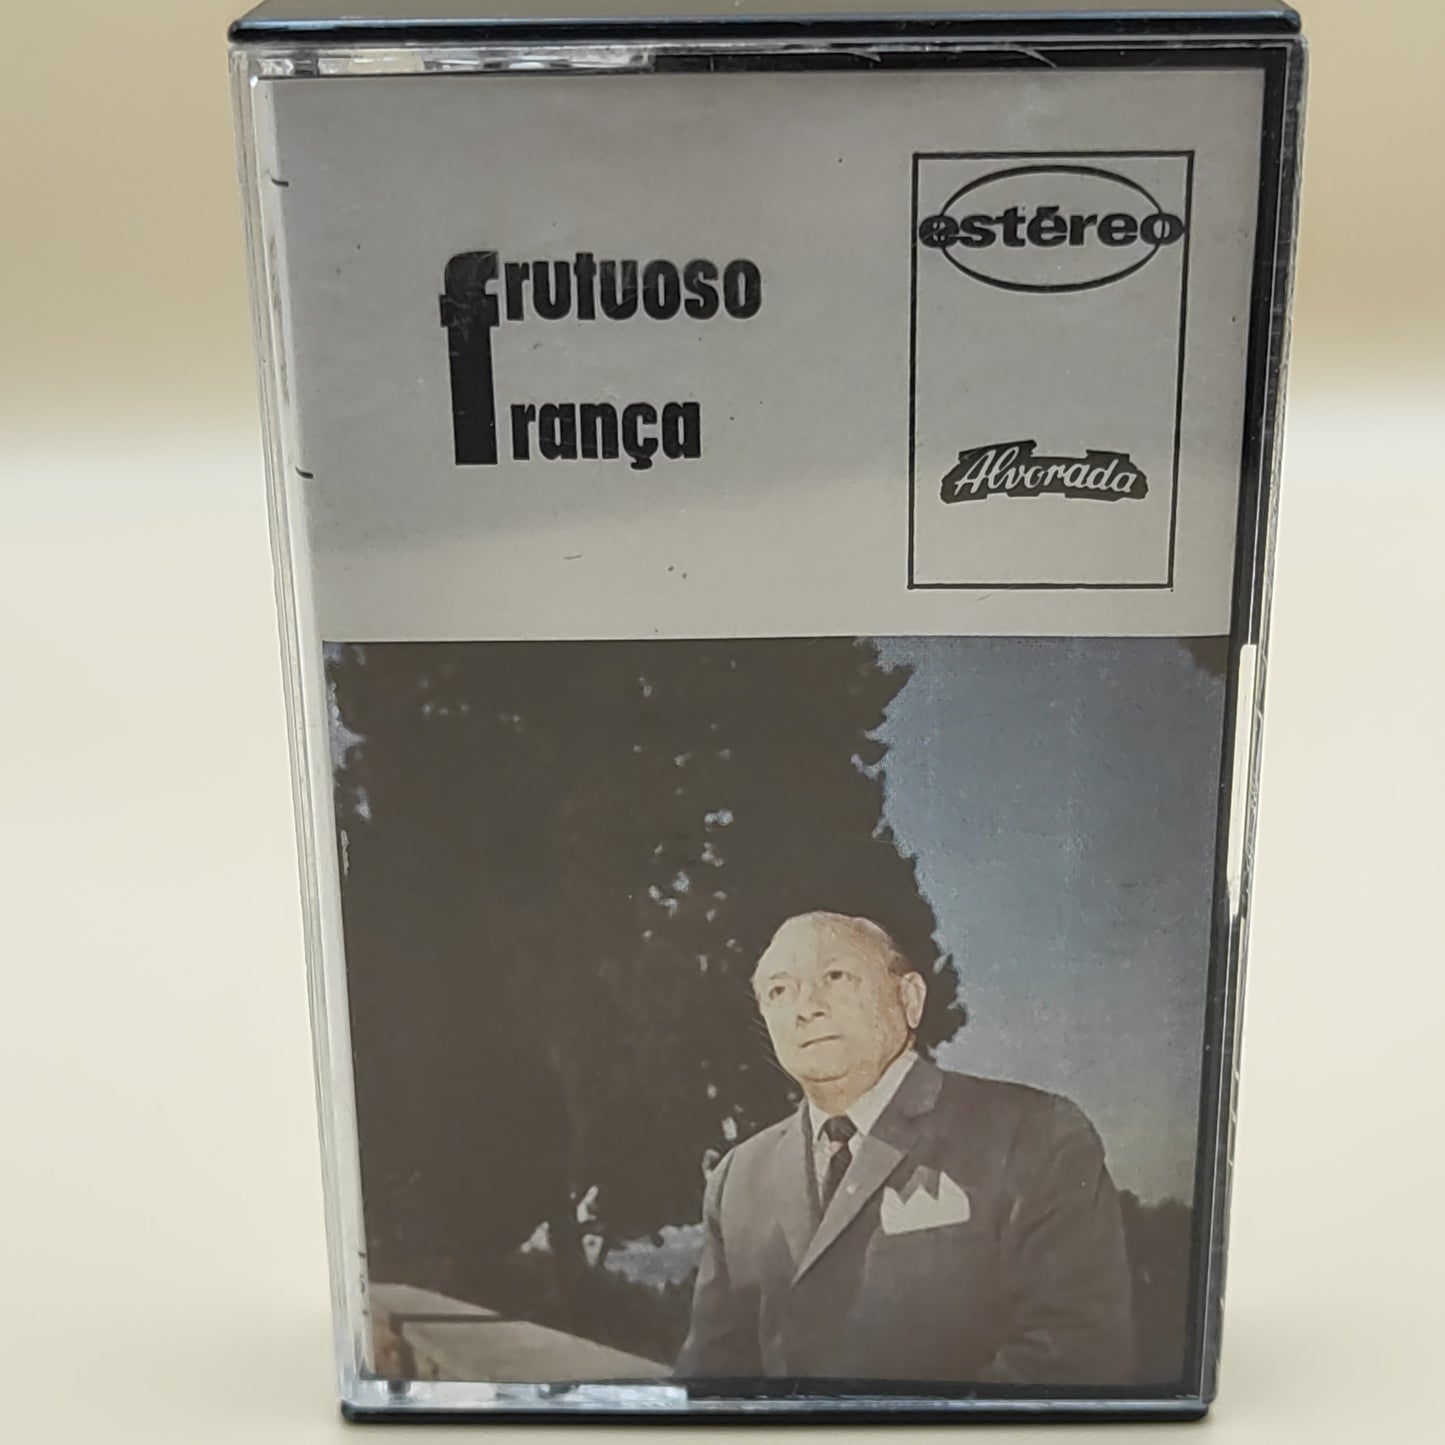 frutuoso
frança
estéreo
Alvorada